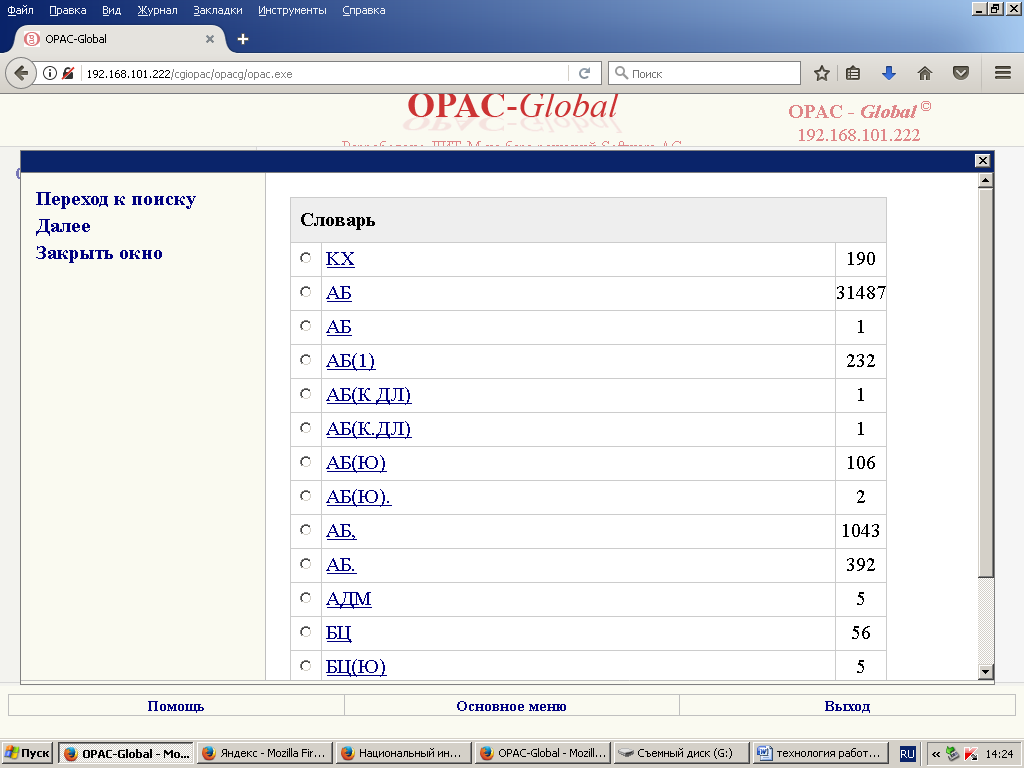 Файл Правка Вид Журнал Закладки Инструменты Справка
OPAC-Global
192.168.101.222/cgiopac/opacg/opac.exe
Поиск
OPAC-Global
OPAC - Global ©
192.168.101.222
Переход к поиску
Далее
Закрыть окно
Словарь
KX 190
АБ 31487
АБ 1
АБ(1) 232
АБ(К ДЛ) 1
АБ(К.ДЛ) 1
АБ(Ю) 106
АБ(Ю). 2
АБ, 1043
АБ. 392
АДМ 5
БЦ 56
БЦ(Ю) 5
Помощь Основное меню Выход
Пуск OPAC-Global - Mo... Яндекс - Mozilla Fir... Национальный ин... OPAC-Global - Mozill... Съемный диск (G:) технология работ... RU « 14:24